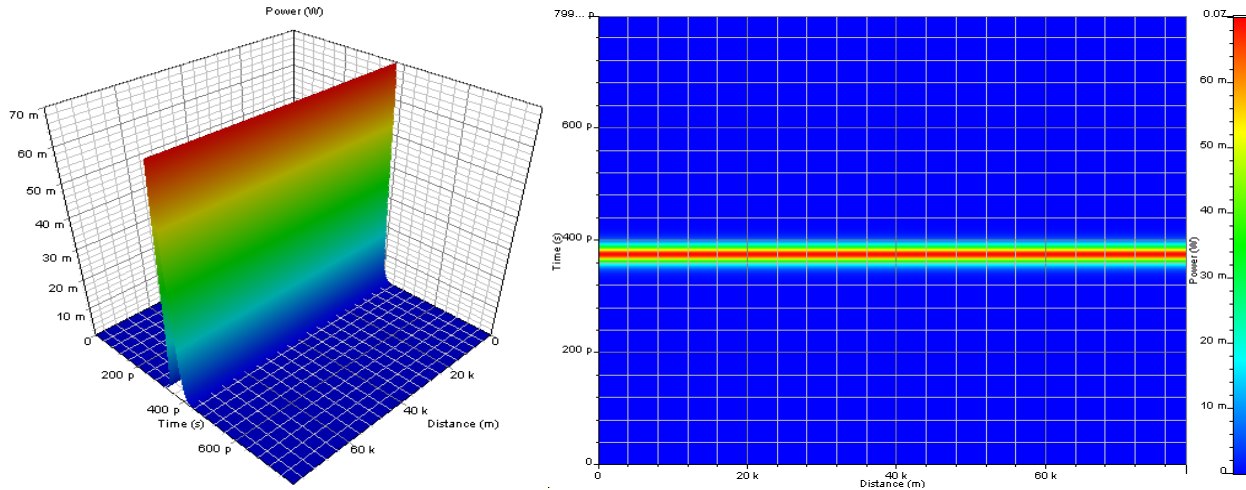 Power (W)
70 m
60 m
50 m
40 m
30 m
20 m
10 m
0
200 p
400 p
Time (s)
600 p
0
20 k
40 k
Distance (m)
60 k
799... p
600 p
400 p
Time (s)
200 p
0
0
20 k
40 k
60 k
Distance (m)
0.07
60 m
50 m
40 m
Power (W)
30 m
20 m
10 m
0